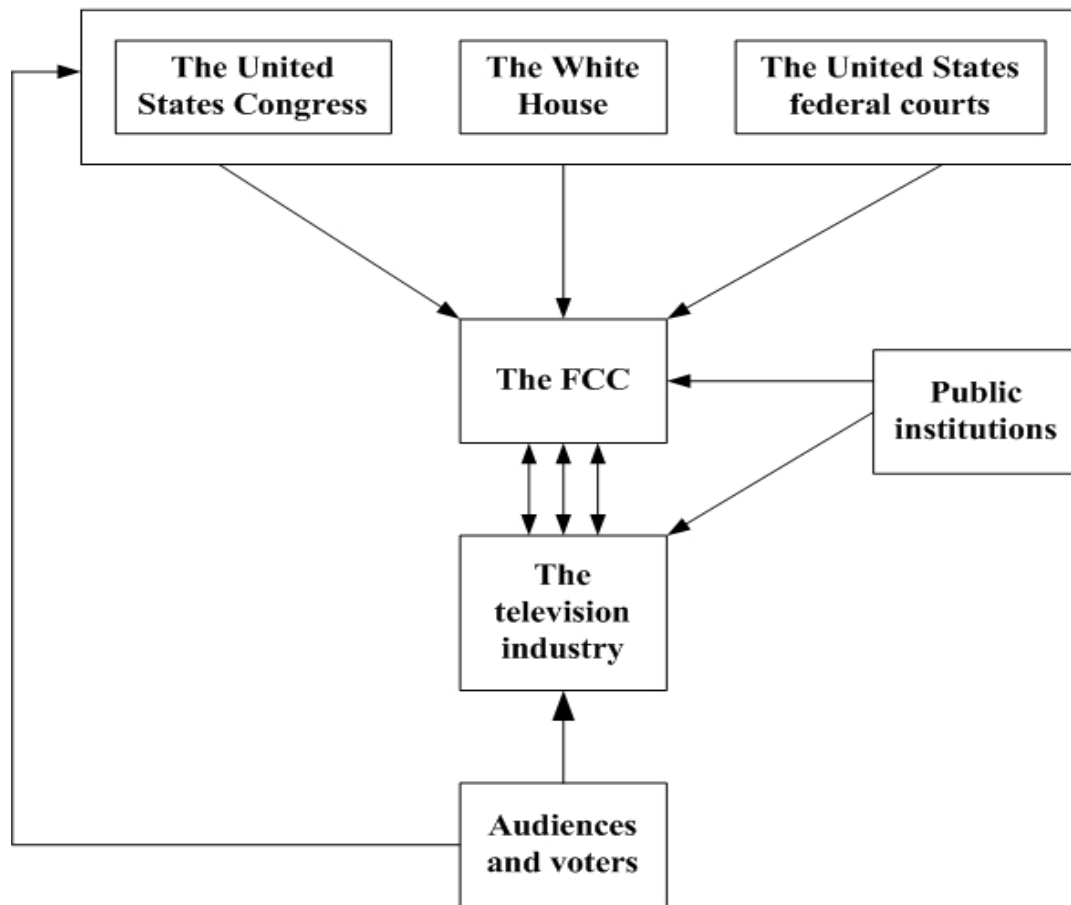 The United
States Congress
The White
House
The United States
federal courts
The FCC
Public
institutions
The
television
industry
Audiences
and voters